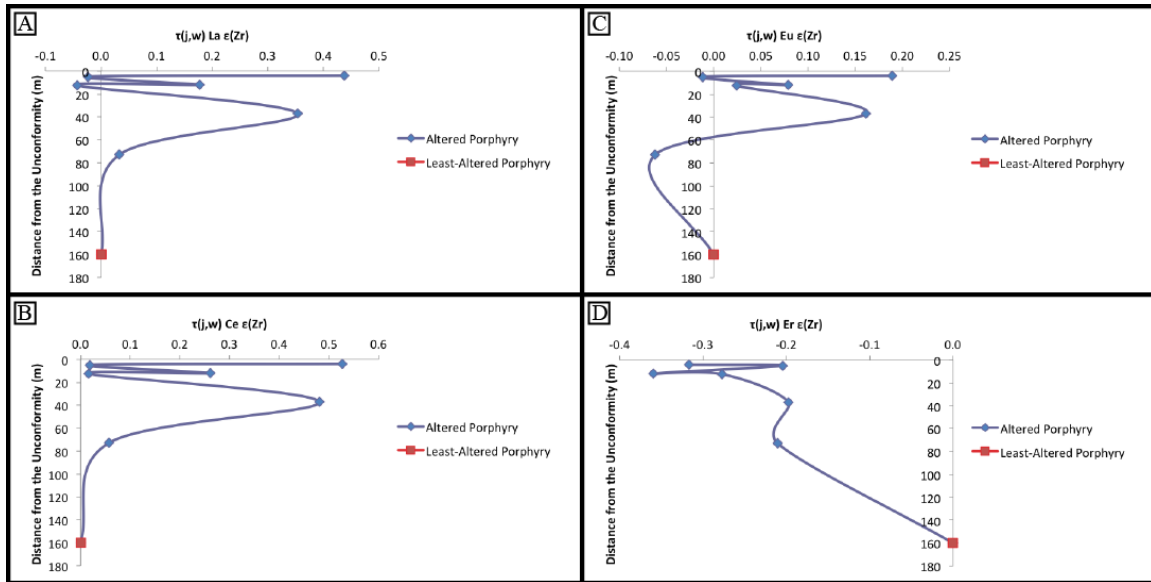 A
τ(j,w) La ε(Zr)
-0.1 0.0 0.1 0.2 0.3 0.4 0.5
Distance from the Unconformity (m)
0
20
40
60
80
100
120
140
160
180
Altered Porphyry
Least-Altered Porphyry
C
τ(j,w) Eu ε(Zr)
-0.10 -0.05 0.00 0.05 0.10 0.15 0.20 0.25
Distance from the Unconformity (m)
0
20
40
60
80
100
120
140
160
180
Altered Porphyry
Least-Altered Porphyry
B
τ(j,w) Ce ε(Zr)
0.0 0.1 0.2 0.3 0.4 0.5 0.6
Distance from the Unconformity (m)
0
20
40
60
80
100
120
140
160
180
Altered Porphyry
Least-Altered Porphyry
D
τ(j,w) Er ε(Zr)
-0.4 -0.3 -0.2 -0.1 0.0
Distance from the Unconformity (m)
0
20
40
60
80
100
120
140
160
180
Altered Porphyry
Least-Altered Porphyry